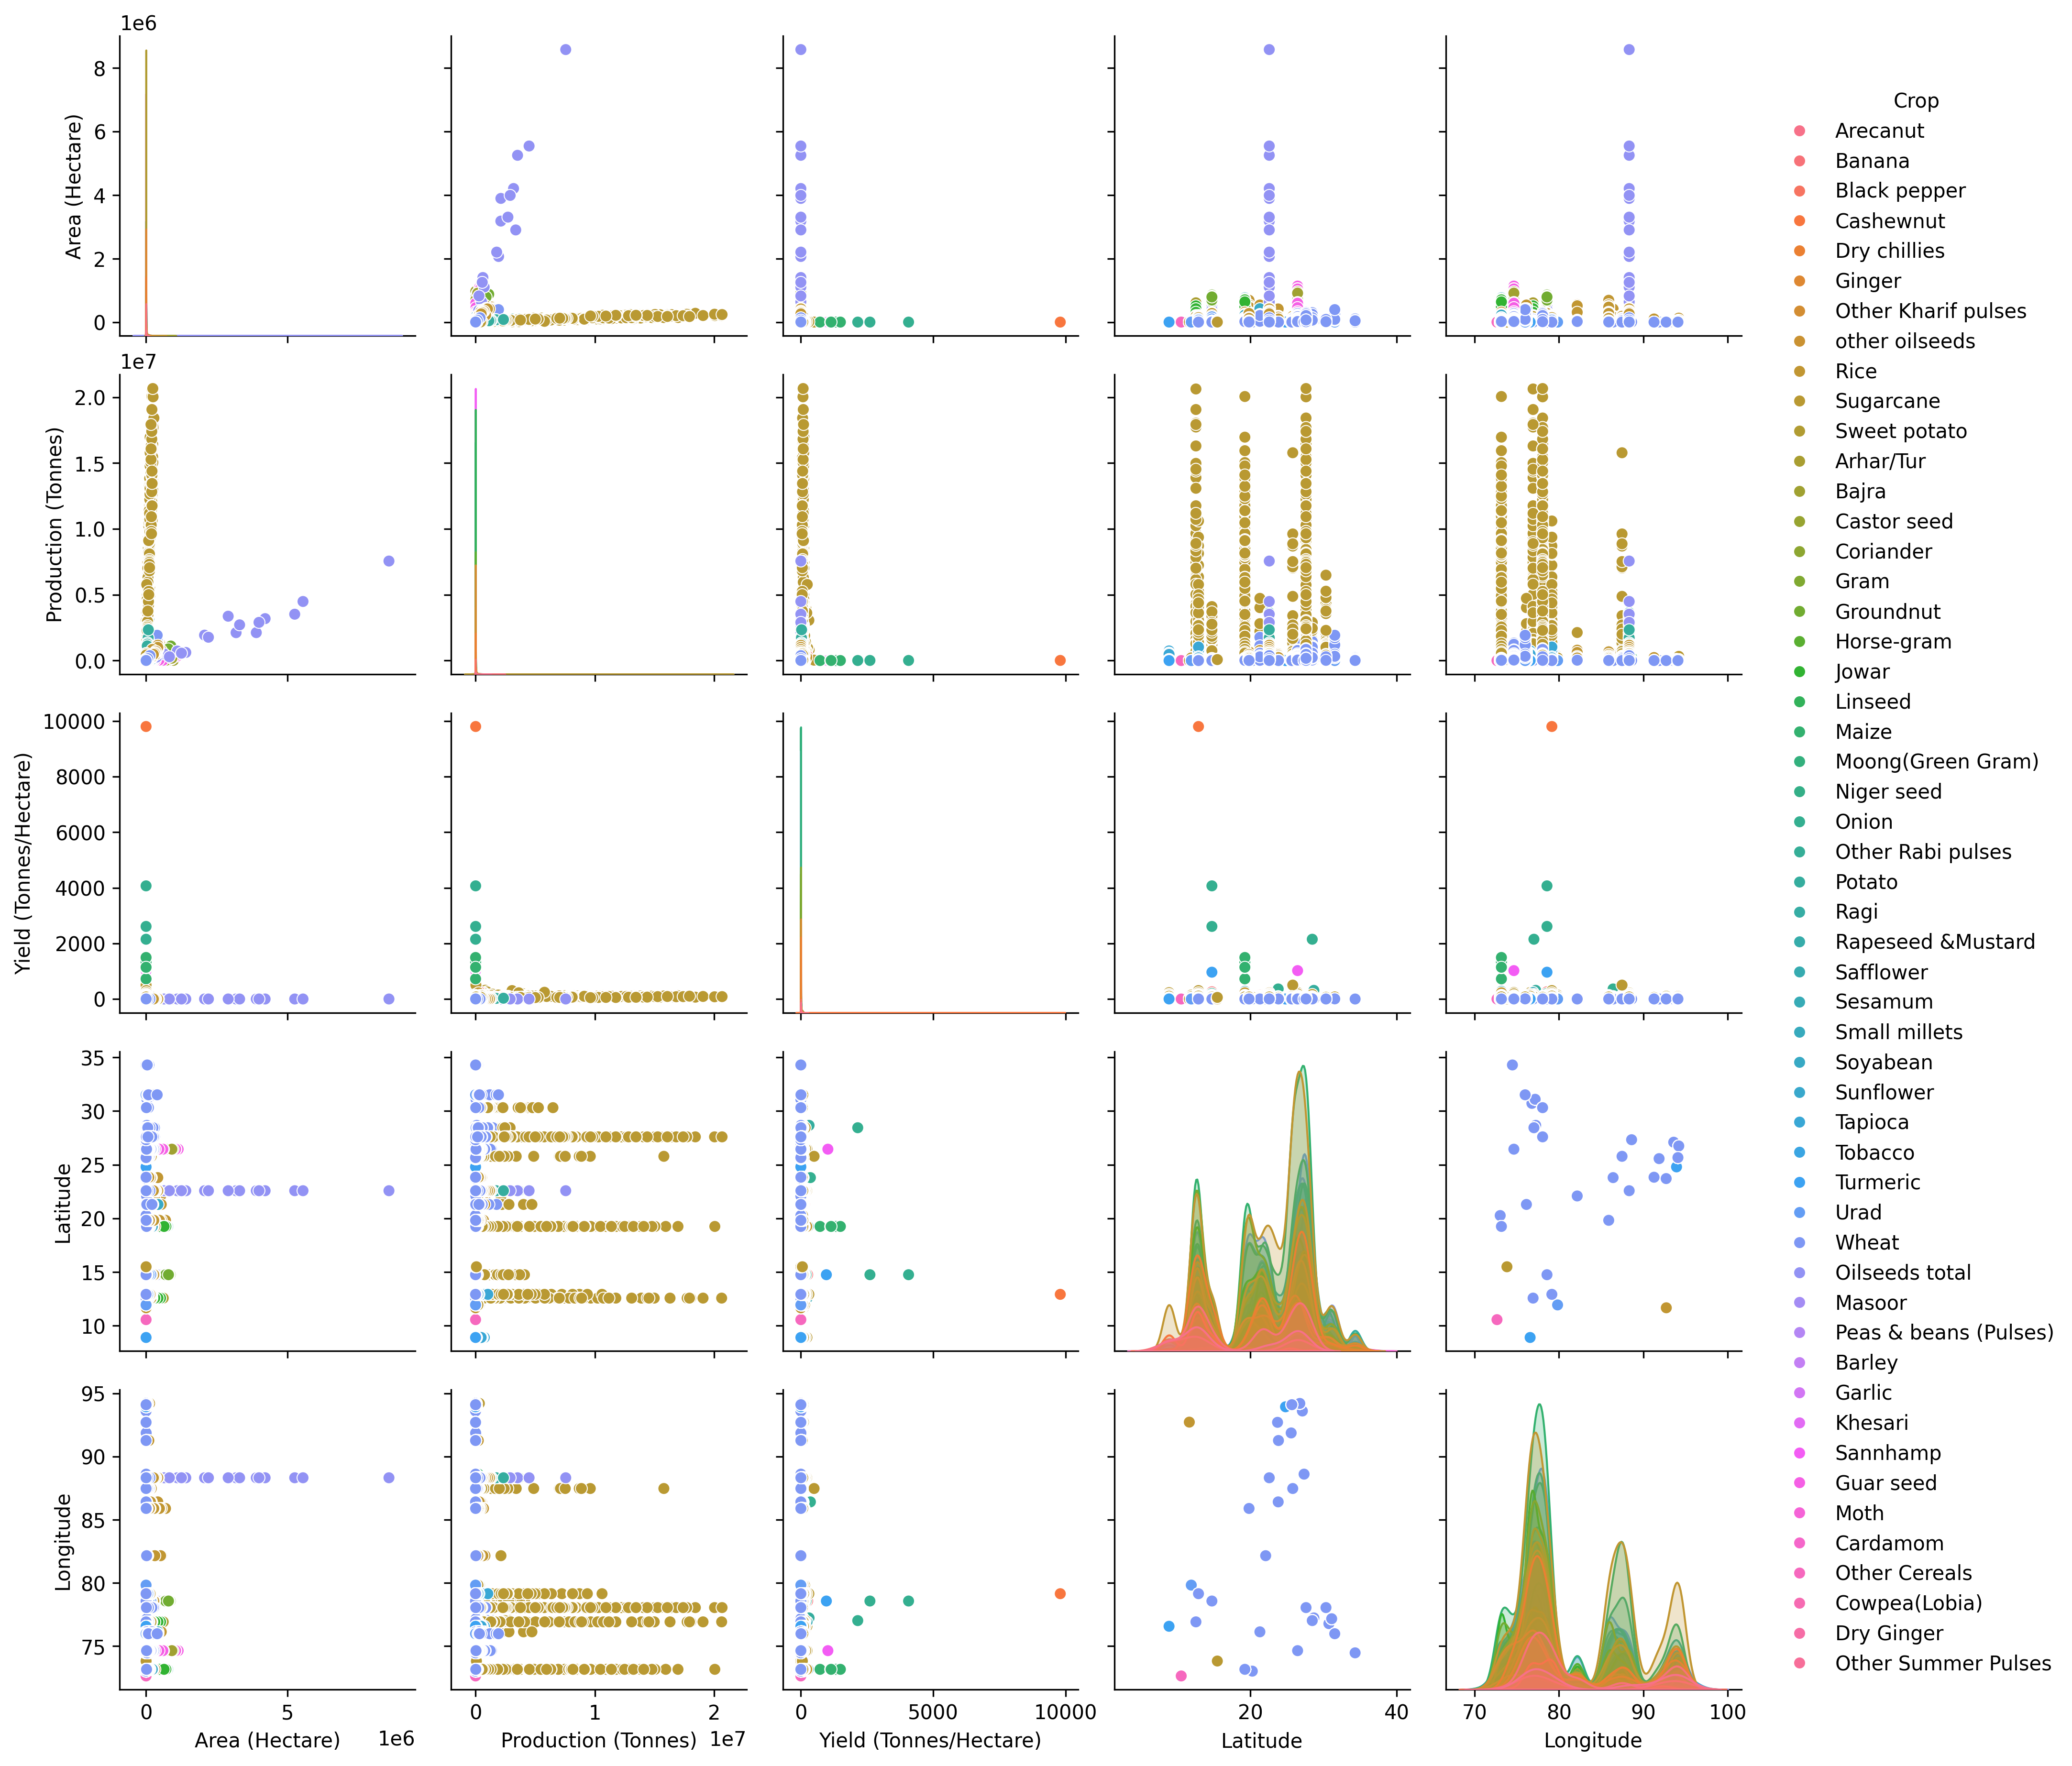 1e6
8
6
4
2
0
Area (Hectare)
1e7
2.0
1.5
1.0
0.5
0.0
Production (Tonnes)
10000
8000
6000
4000
2000
0
Yield (Tonnes/Hectare)
35
30
25
20
15
10
Latitude
95
90
85
80
75
Longitude
0 5
1e6
Area (Hectare)
0 1 2
1e7
Production (Tonnes)
0 5000 10000
Yield (Tonnes/Hectare)
20 40
Latitude
70 80 90 100
Longitude
Crop
Arecanut
Banana
Black pepper
Cashewnut
Dry chillies
Ginger
Other Kharif pulses
other oilseeds
Rice
Sugarcane
Sweet potato
Arhar/Tur
Bajra
Castor seed
Coriander
Gram
Groundnut
Horse-gram
Jowar
Linseed
Maize
Moong(Green Gram)
Niger seed
Onion
Other Rabi pulses
Potato
Ragi
Rapeseed &Mustard
Safflower
Sesamum
Small millets
Soyabean
Sunflower
Tapioca
Tobacco
Turmeric
Urad
Wheat
Oilseeds total
Masoor
Peas & beans (Pulses)
Barley
Garlic
Khesari
Sannhamp
Guar seed
Moth
Cardamom
Other Cereals
Cowpea(Lobia)
Dry Ginger
Other Summer Pulses